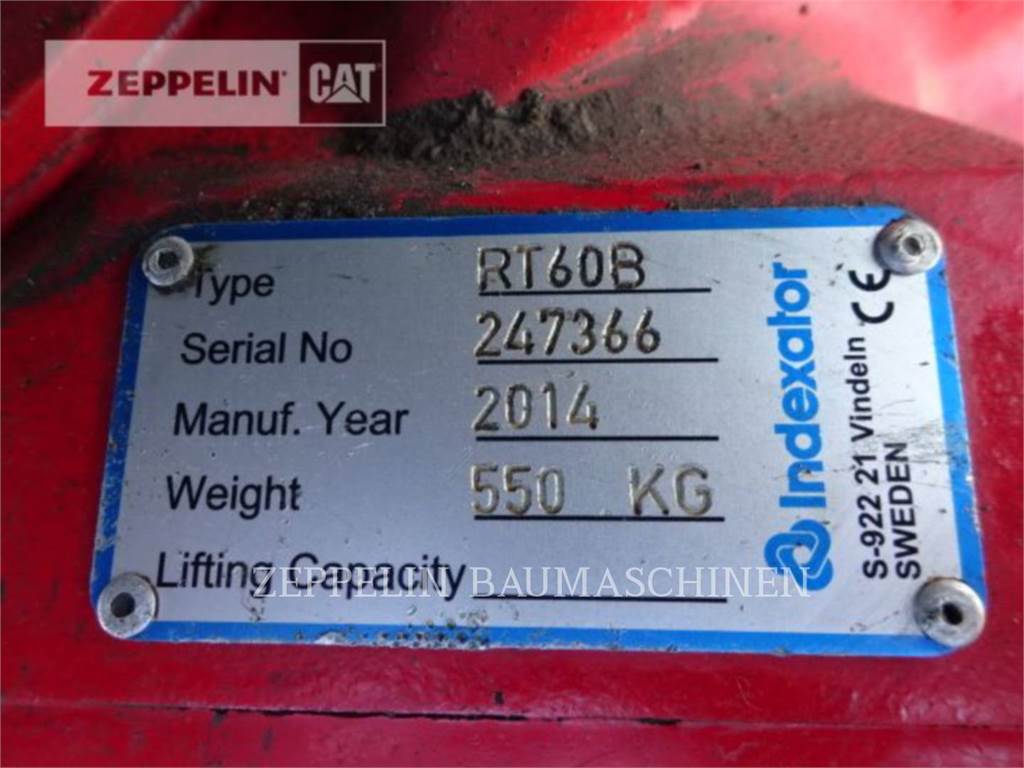 ZEPPELIN CAT
Type RT60B
Serial No 247366
Manuf. Year 2014
Weight 550 KG
Lifting Capacity
Indexator
S-922 21 Vindeln
SWEDEN
CE
ZEPPELIN BAUMASCHINEN